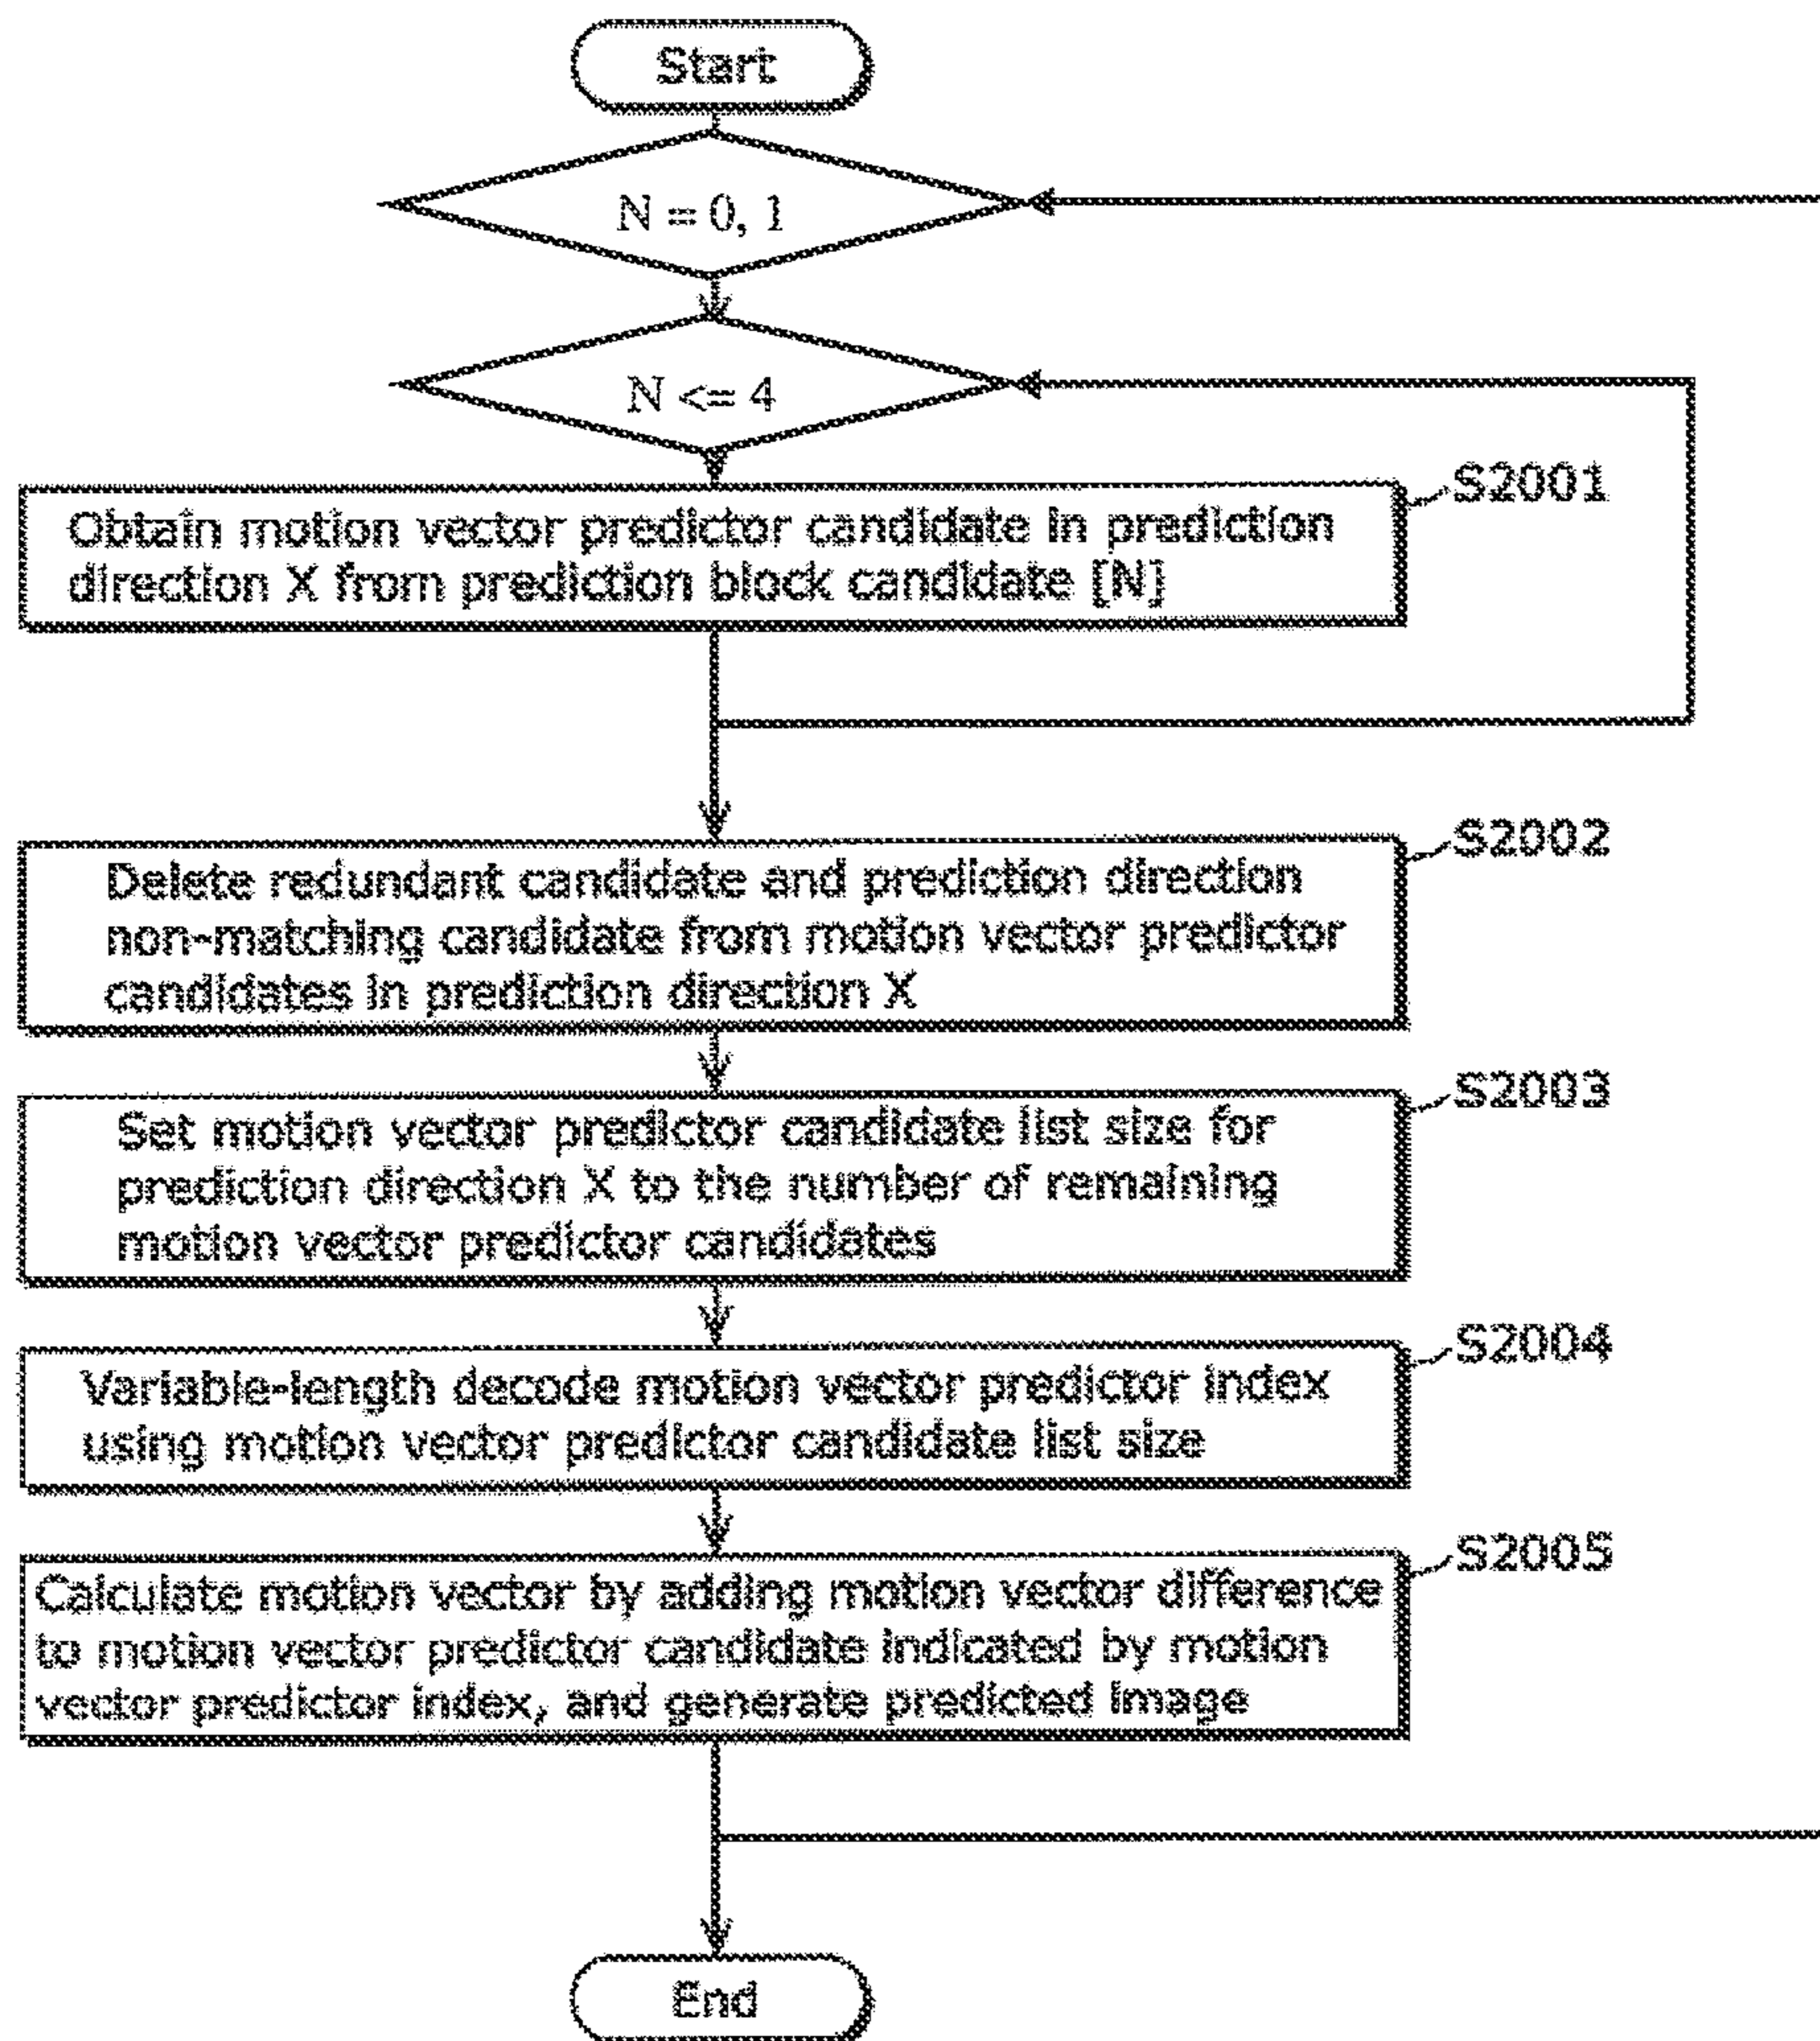 Start
N = 0, 1
N <= 4
S2001
Obtain motion vector predictor candidate in prediction
direction X from prediction block candidate [N]
S2002
Delete redundant candidate and prediction direction
non-matching candidate from motion vector predictor
candidates in prediction direction X
S2003
Set motion vector predictor candidate list size for
prediction direction X to the number of remaining
motion vector predictor candidates
S2004
Variable-length decode motion vector predictor index
using motion vector predictor candidate list size
S2005
Calculate motion vector by adding motion vector difference
to motion vector predictor candidate indicated by motion
vector predictor index, and generate predicted image
End